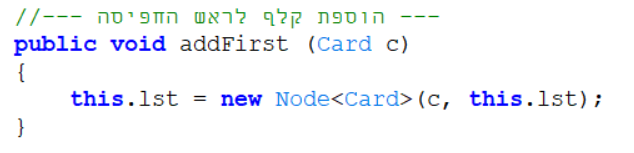 //--- הוספת קלף לראש החפיסה ---
public void addFirst (Card c)
{
    this.lst = new Node<Card>(c, this.lst);
}